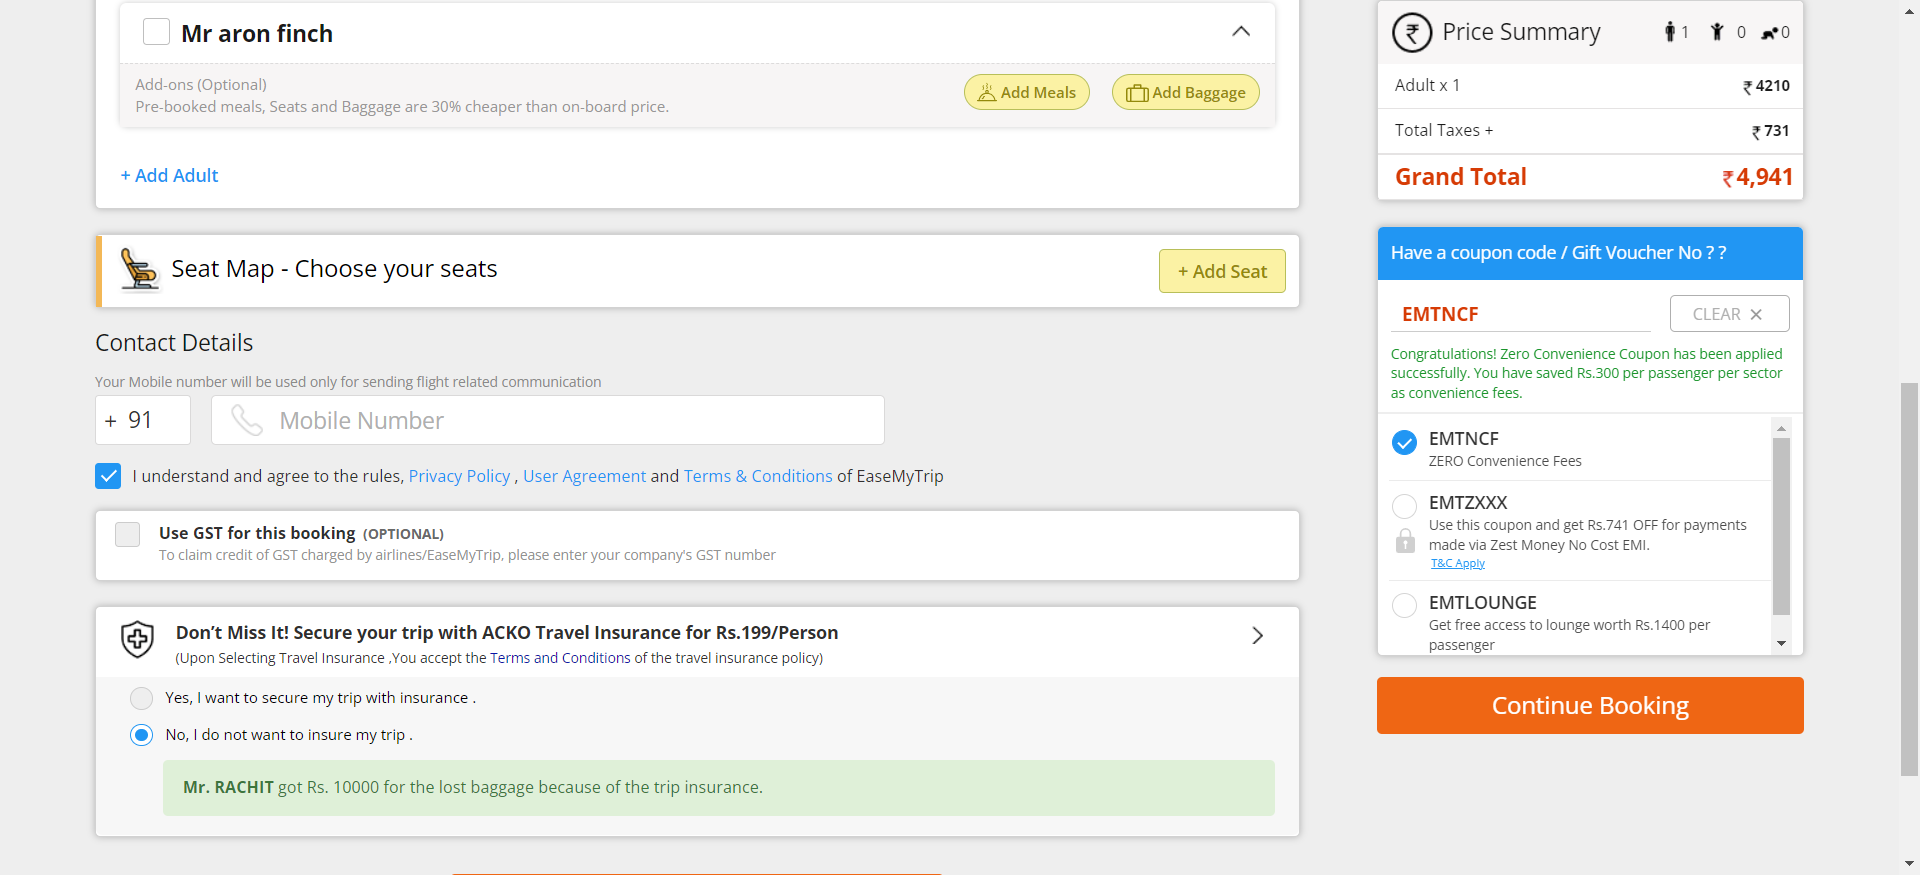 Mr aron finch
Add-ons (Optional)
Pre-booked meals, Seats and Baggage are 30% cheaper than on-board price.
Add Meals
Add Baggage
+ Add Adult
Seat Map - Choose your seats
+ Add Seat
Contact Details
Your Mobile number will be used only for sending flight related communication
+ 91
Mobile Number
I understand and agree to the rules, Privacy Policy , User Agreement and Terms & Conditions of EaseMyTrip
Use GST for this booking (OPTIONAL)
To claim credit of GST charged by airlines/EaseMyTrip, please enter your company's GST number
Don’t Miss It! Secure your trip with ACKO Travel Insurance for Rs.199/Person
(Upon Selecting Travel Insurance ,You accept the Terms and Conditions of the travel insurance policy)
Yes, I want to secure my trip with insurance .
No, I do not want to insure my trip .
Mr. RACHIT got Rs. 10000 for the lost baggage because of the trip insurance.
₹ Price Summary 1 0 0
Adult x 1 ₹ 4210
Total Taxes + ₹ 731
Grand Total ₹ 4,941
Have a coupon code / Gift Voucher No ? ?
EMTNCF
CLEAR ✕
Congratulations! Zero Convenience Coupon has been applied
successfully. You have saved Rs.300 per passenger per sector
as convenience fees.
EMTNCF
ZERO Convenience Fees
EMTZXXX
Use this coupon and get Rs.741 OFF for payments
made via Zest Money No Cost EMI.
T&C Apply
EMTLOUNGE
Get free access to lounge worth Rs.1400 per
passenger
Continue Booking